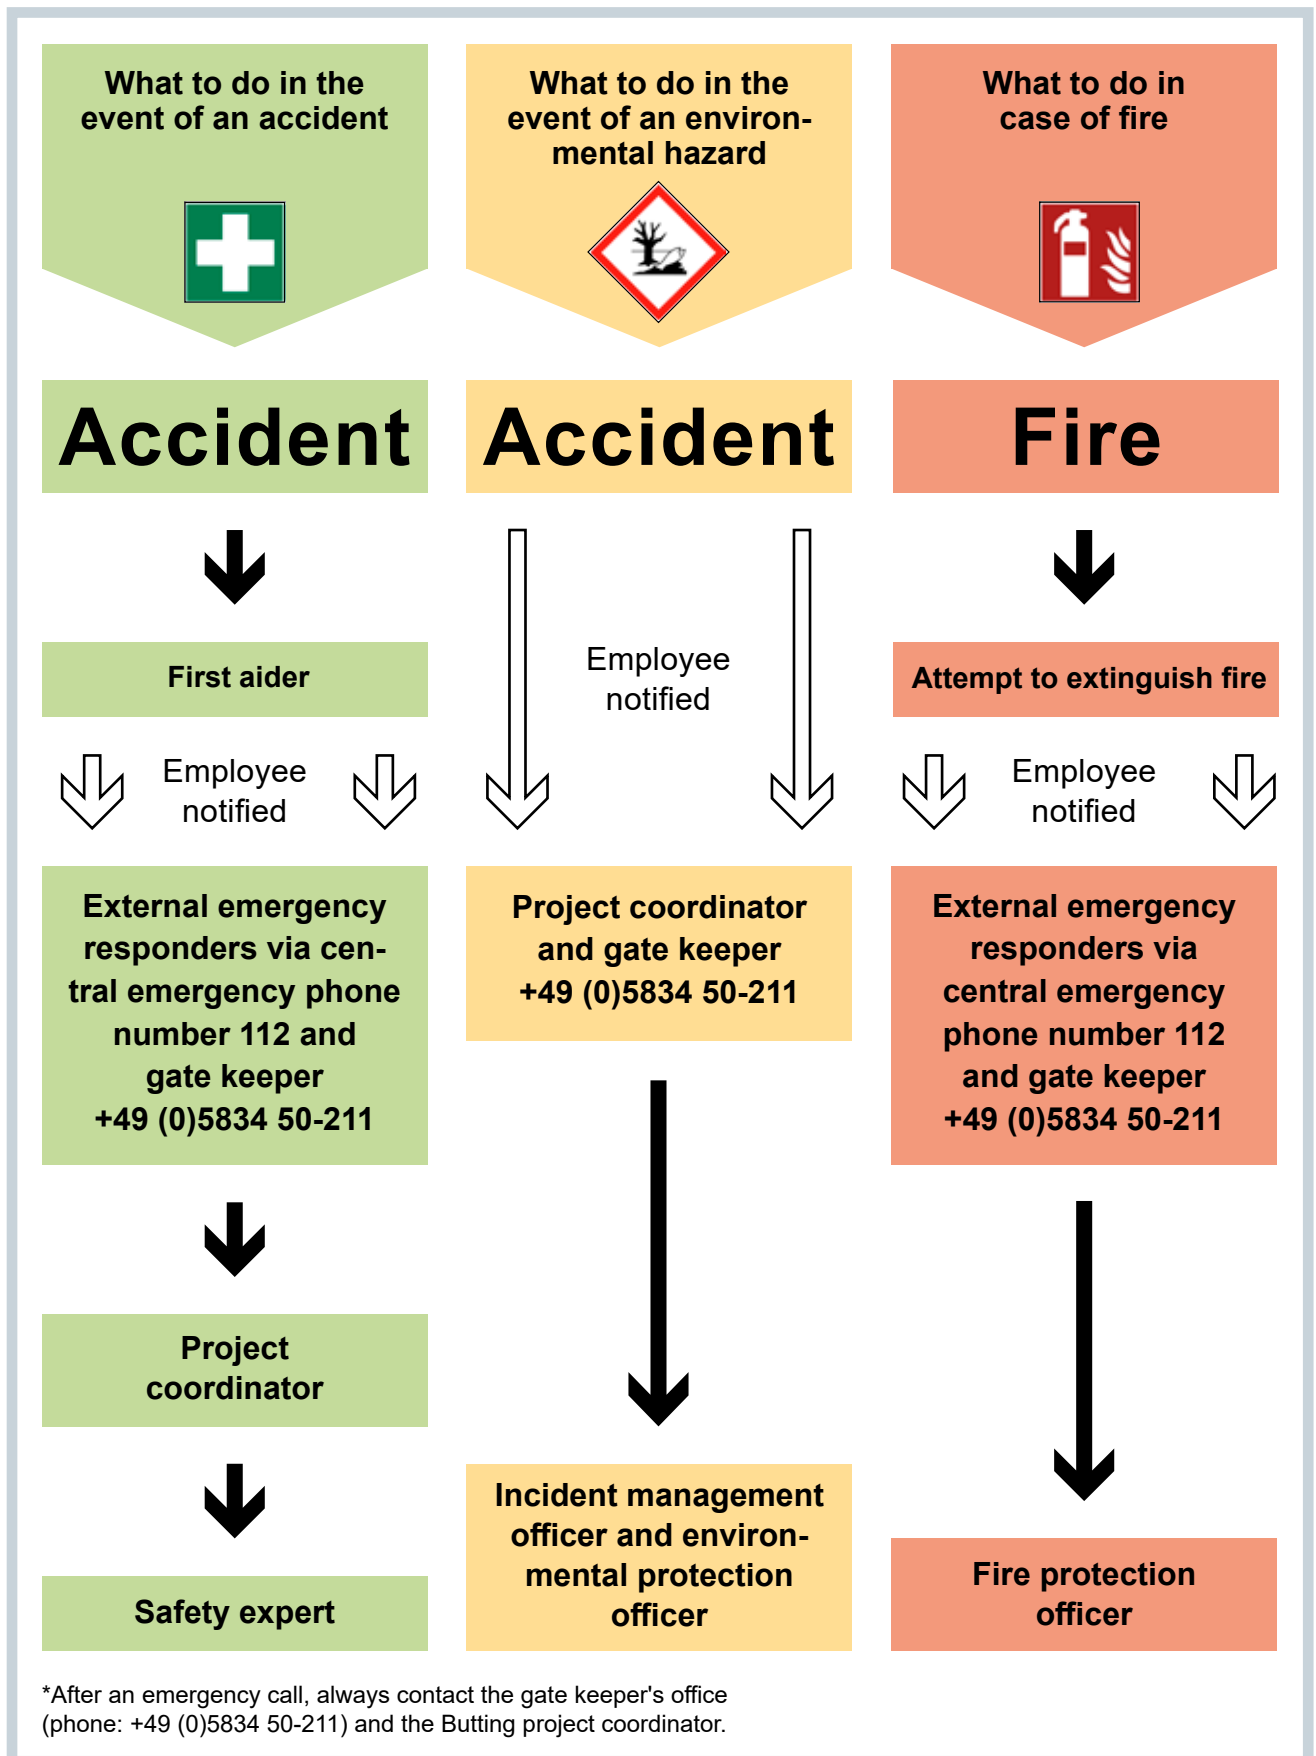 What to do in the
event of an accident
Accident
First aider
Employee
notified
External emergency
responders via cen-
tral emergency phone
number 112 and
gate keeper
+49 (0)5834 50-211
Project
coordinator
Safety expert
What to do in the
event of an environ-
mental hazard
Accident
Employee
notified
Project coordinator
and gate keeper
+49 (0)5834 50-211
Incident management
officer and environ-
mental protection
officer
What to do in
case of fire
Fire
Attempt to extinguish fire
Employee
notified
External emergency
responders via
central emergency
phone number 112
and gate keeper
+49 (0)5834 50-211
Fire protection
officer
*After an emergency call, always contact the gate keeper's office
(phone: +49 (0)5834 50-211) and the Butting project coordinator.